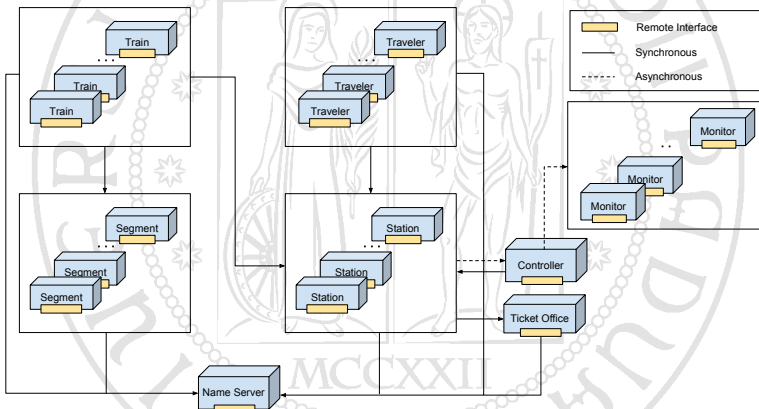 Train
...
Train
Train
Traveler
...
Traveler
Traveler
Remote Interface
Synchronous
Asynchronous
Monitor
..
Monitor
Monitor
Segment
...
Segment
Segment
Station
...
Station
Station
Controller
Ticket Office
Name Server
MCCXXII